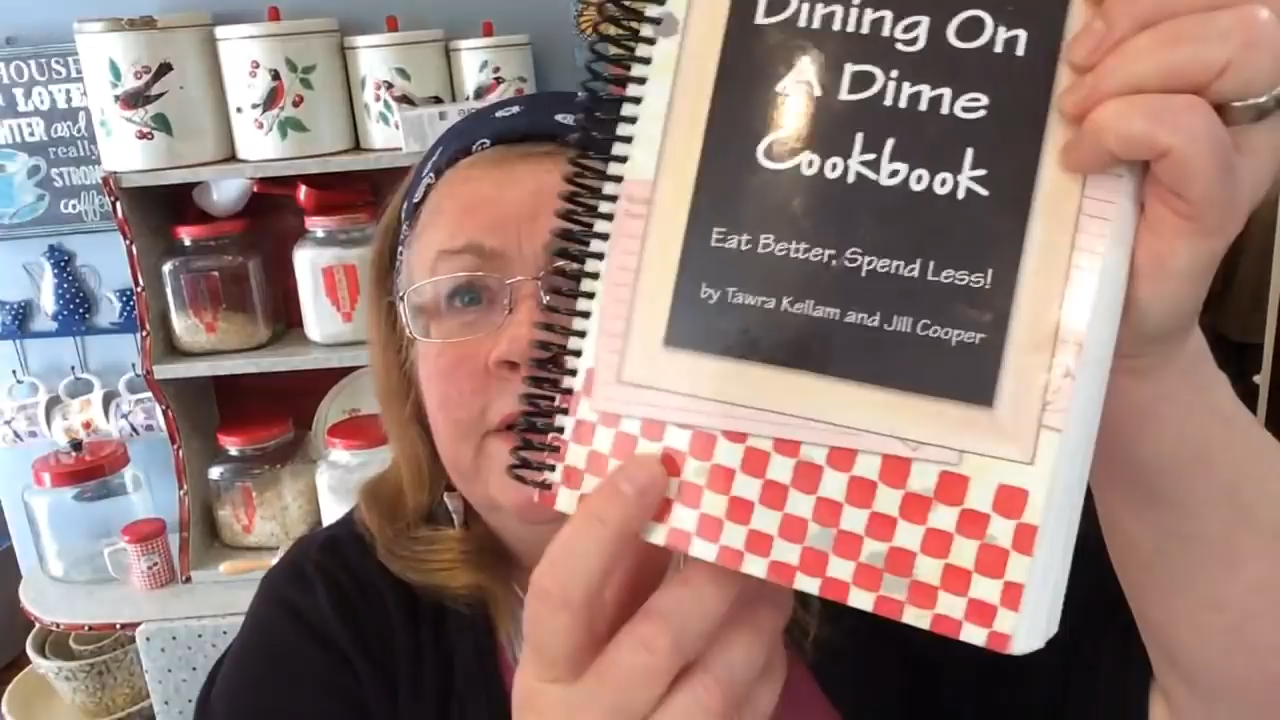 HOUSE
LOVE
and
really
STRONG
coffee
Dining On
A Dime
Cookbook
Eat Better, Spend Less!
by Tawra Kellam and Jill Cooper